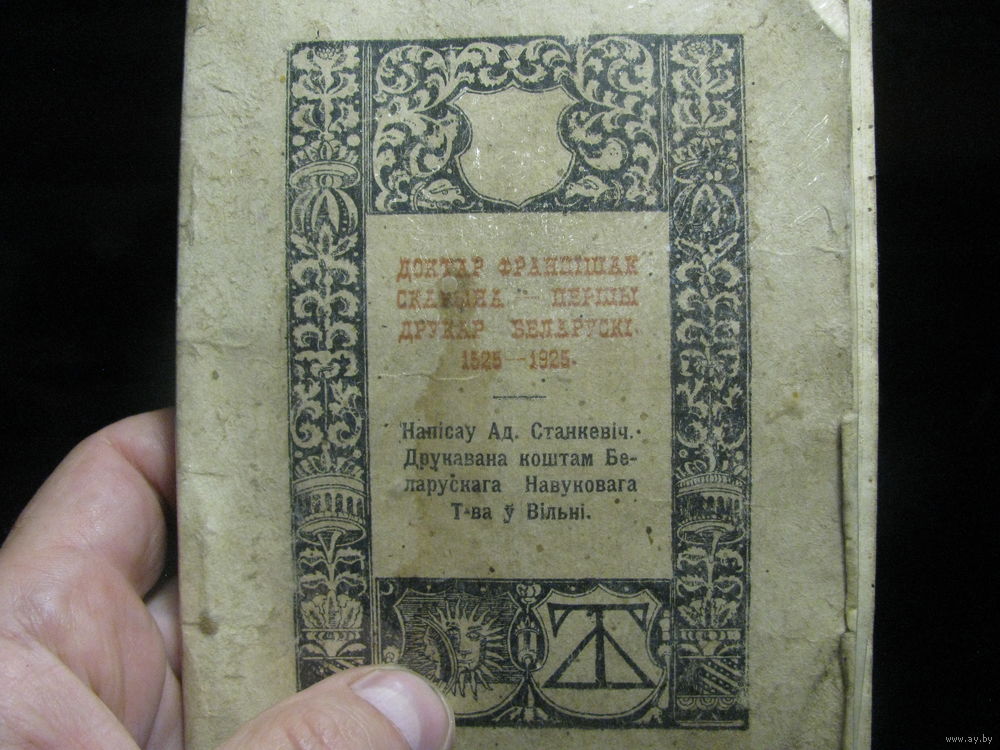 ДОКТАР ФРАНЦІШАК
СКАРЫНА — ПЕРШЫ
ДРУКАР БЕЛАРУСКІ.
1525—1925.
Напісау Ад. Станкевіч.
Друкавана коштам Бе-
ларускага Навуковага
Т-ва ў Вільні.
www.ay.by